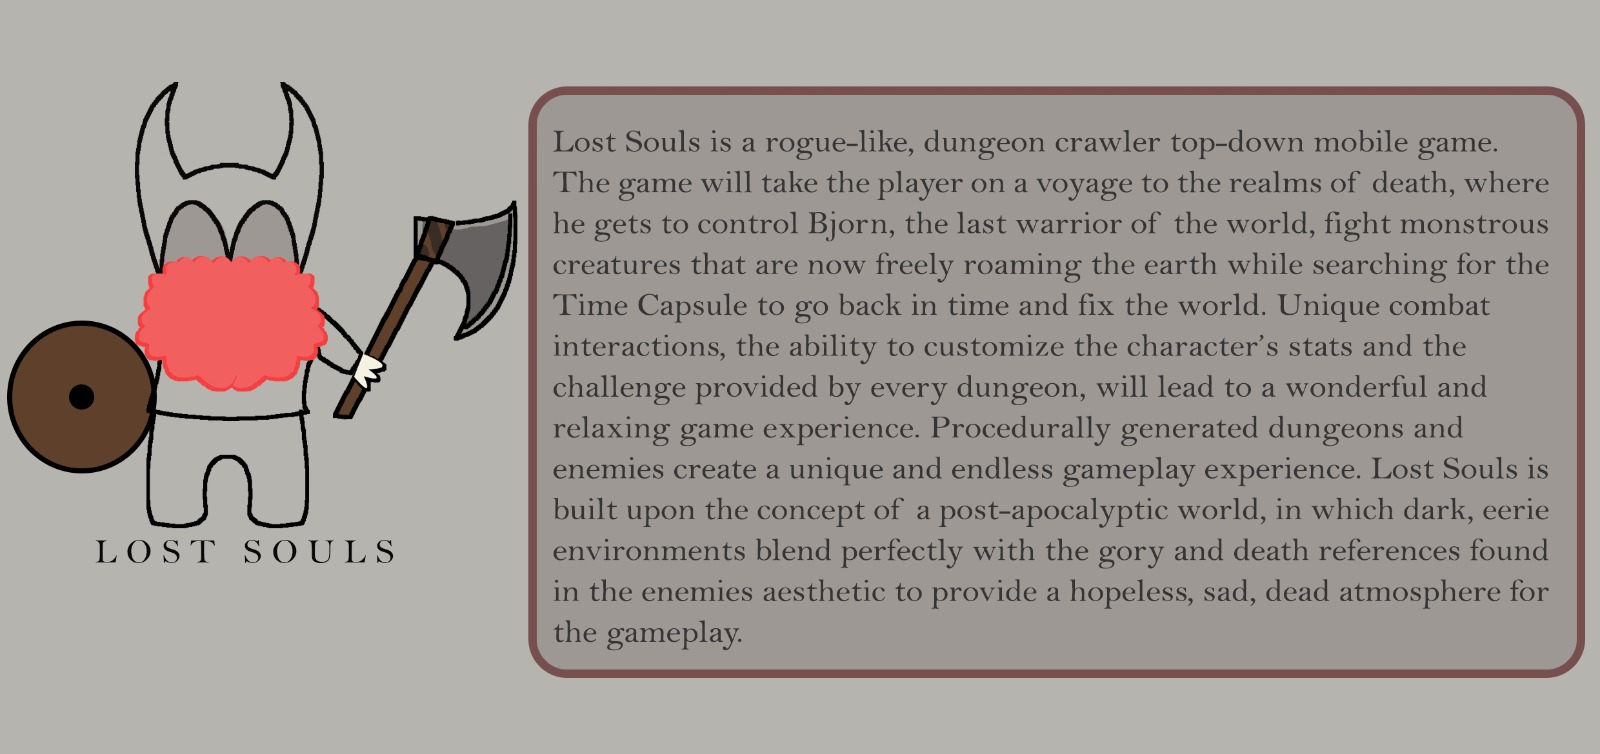 Lost Souls is a rogue-like, dungeon crawler top-down mobile game.
The game will take the player on a voyage to the realms of death, where
he gets to control Bjorn, the last warrior of the world, fight monstrous
creatures that are now freely roaming the earth while searching for the
Time Capsule to go back in time and fix the world. Unique combat
interactions, the ability to customize the character's stats and the
challenge provided by every dungeon, will lead to a wonderful and
relaxing game experience. Procedurally generated dungeons and
enemies create a unique and endless gameplay experience. Lost Souls is
built upon the concept of a post-apocalyptic world, in which dark, eerie
environments blend perfectly with the gory and death references found
in the enemies aesthetic to provide a hopeless, sad, dead atmosphere for
the gameplay.
LOST SOULS